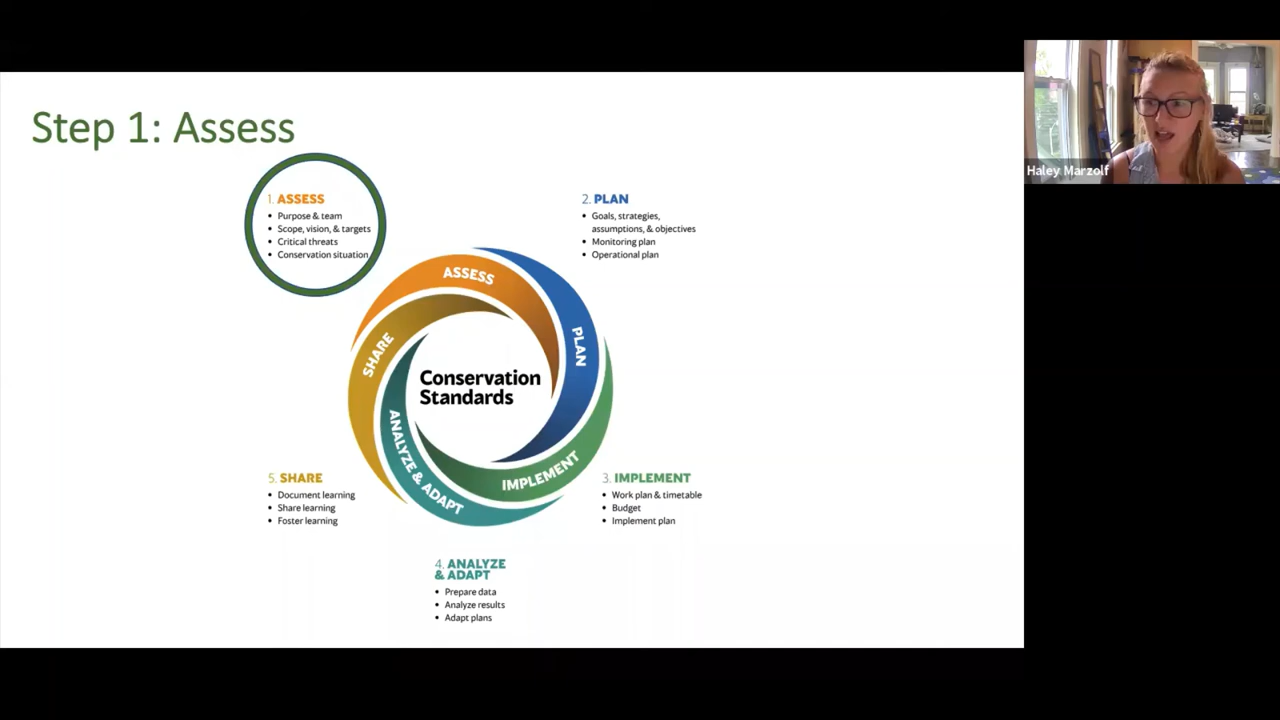 Step 1: Assess
1. ASSESS
• Purpose & team
• Scope, vision, & targets
• Critical threats
• Conservation situation
2. PLAN
• Goals, strategies,
assumptions, & objectives
• Monitoring plan
• Operational plan
ASSESS
PLAN
SHARE
Conservation
Standards
ANALYZE & ADAPT
IMPLEMENT
5. SHARE
• Document learning
• Share learning
• Foster learning
3. IMPLEMENT
• Work plan & timetable
• Budget
• Implement plan
4. ANALYZE
& ADAPT
• Prepare data
• Analyze results
• Adapt plans
Haley Marzolf